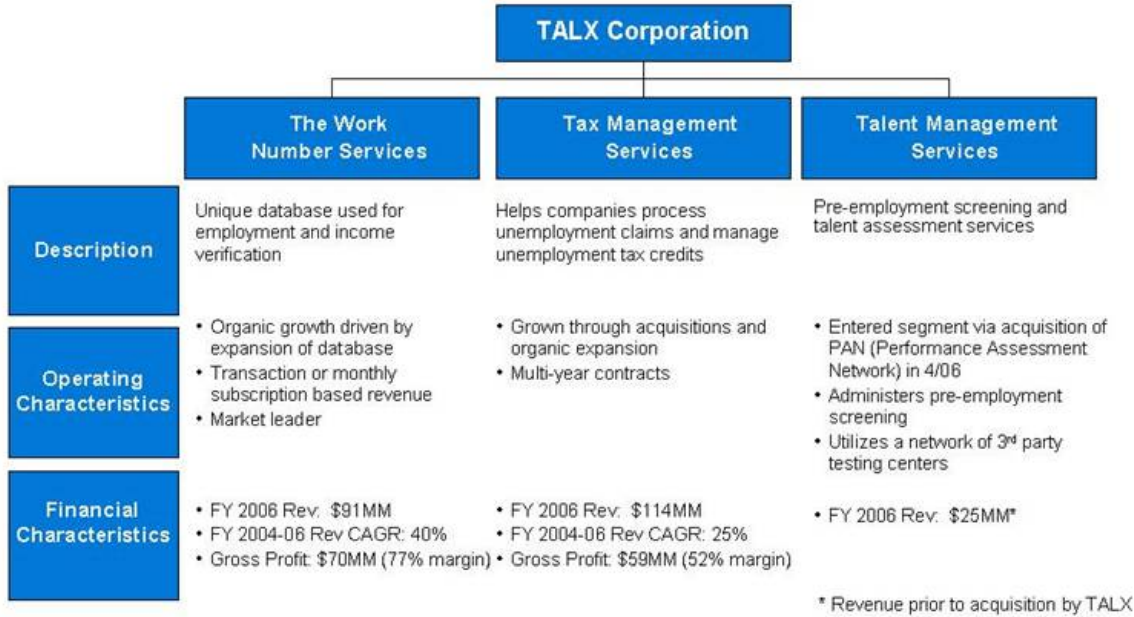 TALX Corporation
The Work
Number Services
Tax Management
Services
Talent Management
Services
Description
Unique database used for
employment and income
verification
Helps companies process
unemployment claims and manage
unemployment tax credits
Pre-employment screening and
talent assessment services
Operating
Characteristics
• Organic growth driven by
expansion of database
• Transaction or monthly
subscription based revenue
• Market leader
• Grown through acquisitions and
organic expansion
• Multi-year contracts
• Entered segment via acquisition of
PAN (Performance Assessment
Network) in 4/06
• Administers pre-employment
screening
• Utilizes a network of 3rd party
testing centers
Financial
Characteristics
• FY 2006 Rev: $91MM
• FY 2004-06 Rev CAGR: 40%
• Gross Profit: $70MM (77% margin)
• FY 2006 Rev: $114MM
• FY 2004-06 Rev CAGR: 25%
• Gross Profit: $59MM (52% margin)
• FY 2006 Rev: $25MM*
* Revenue prior to acquisition by TALX